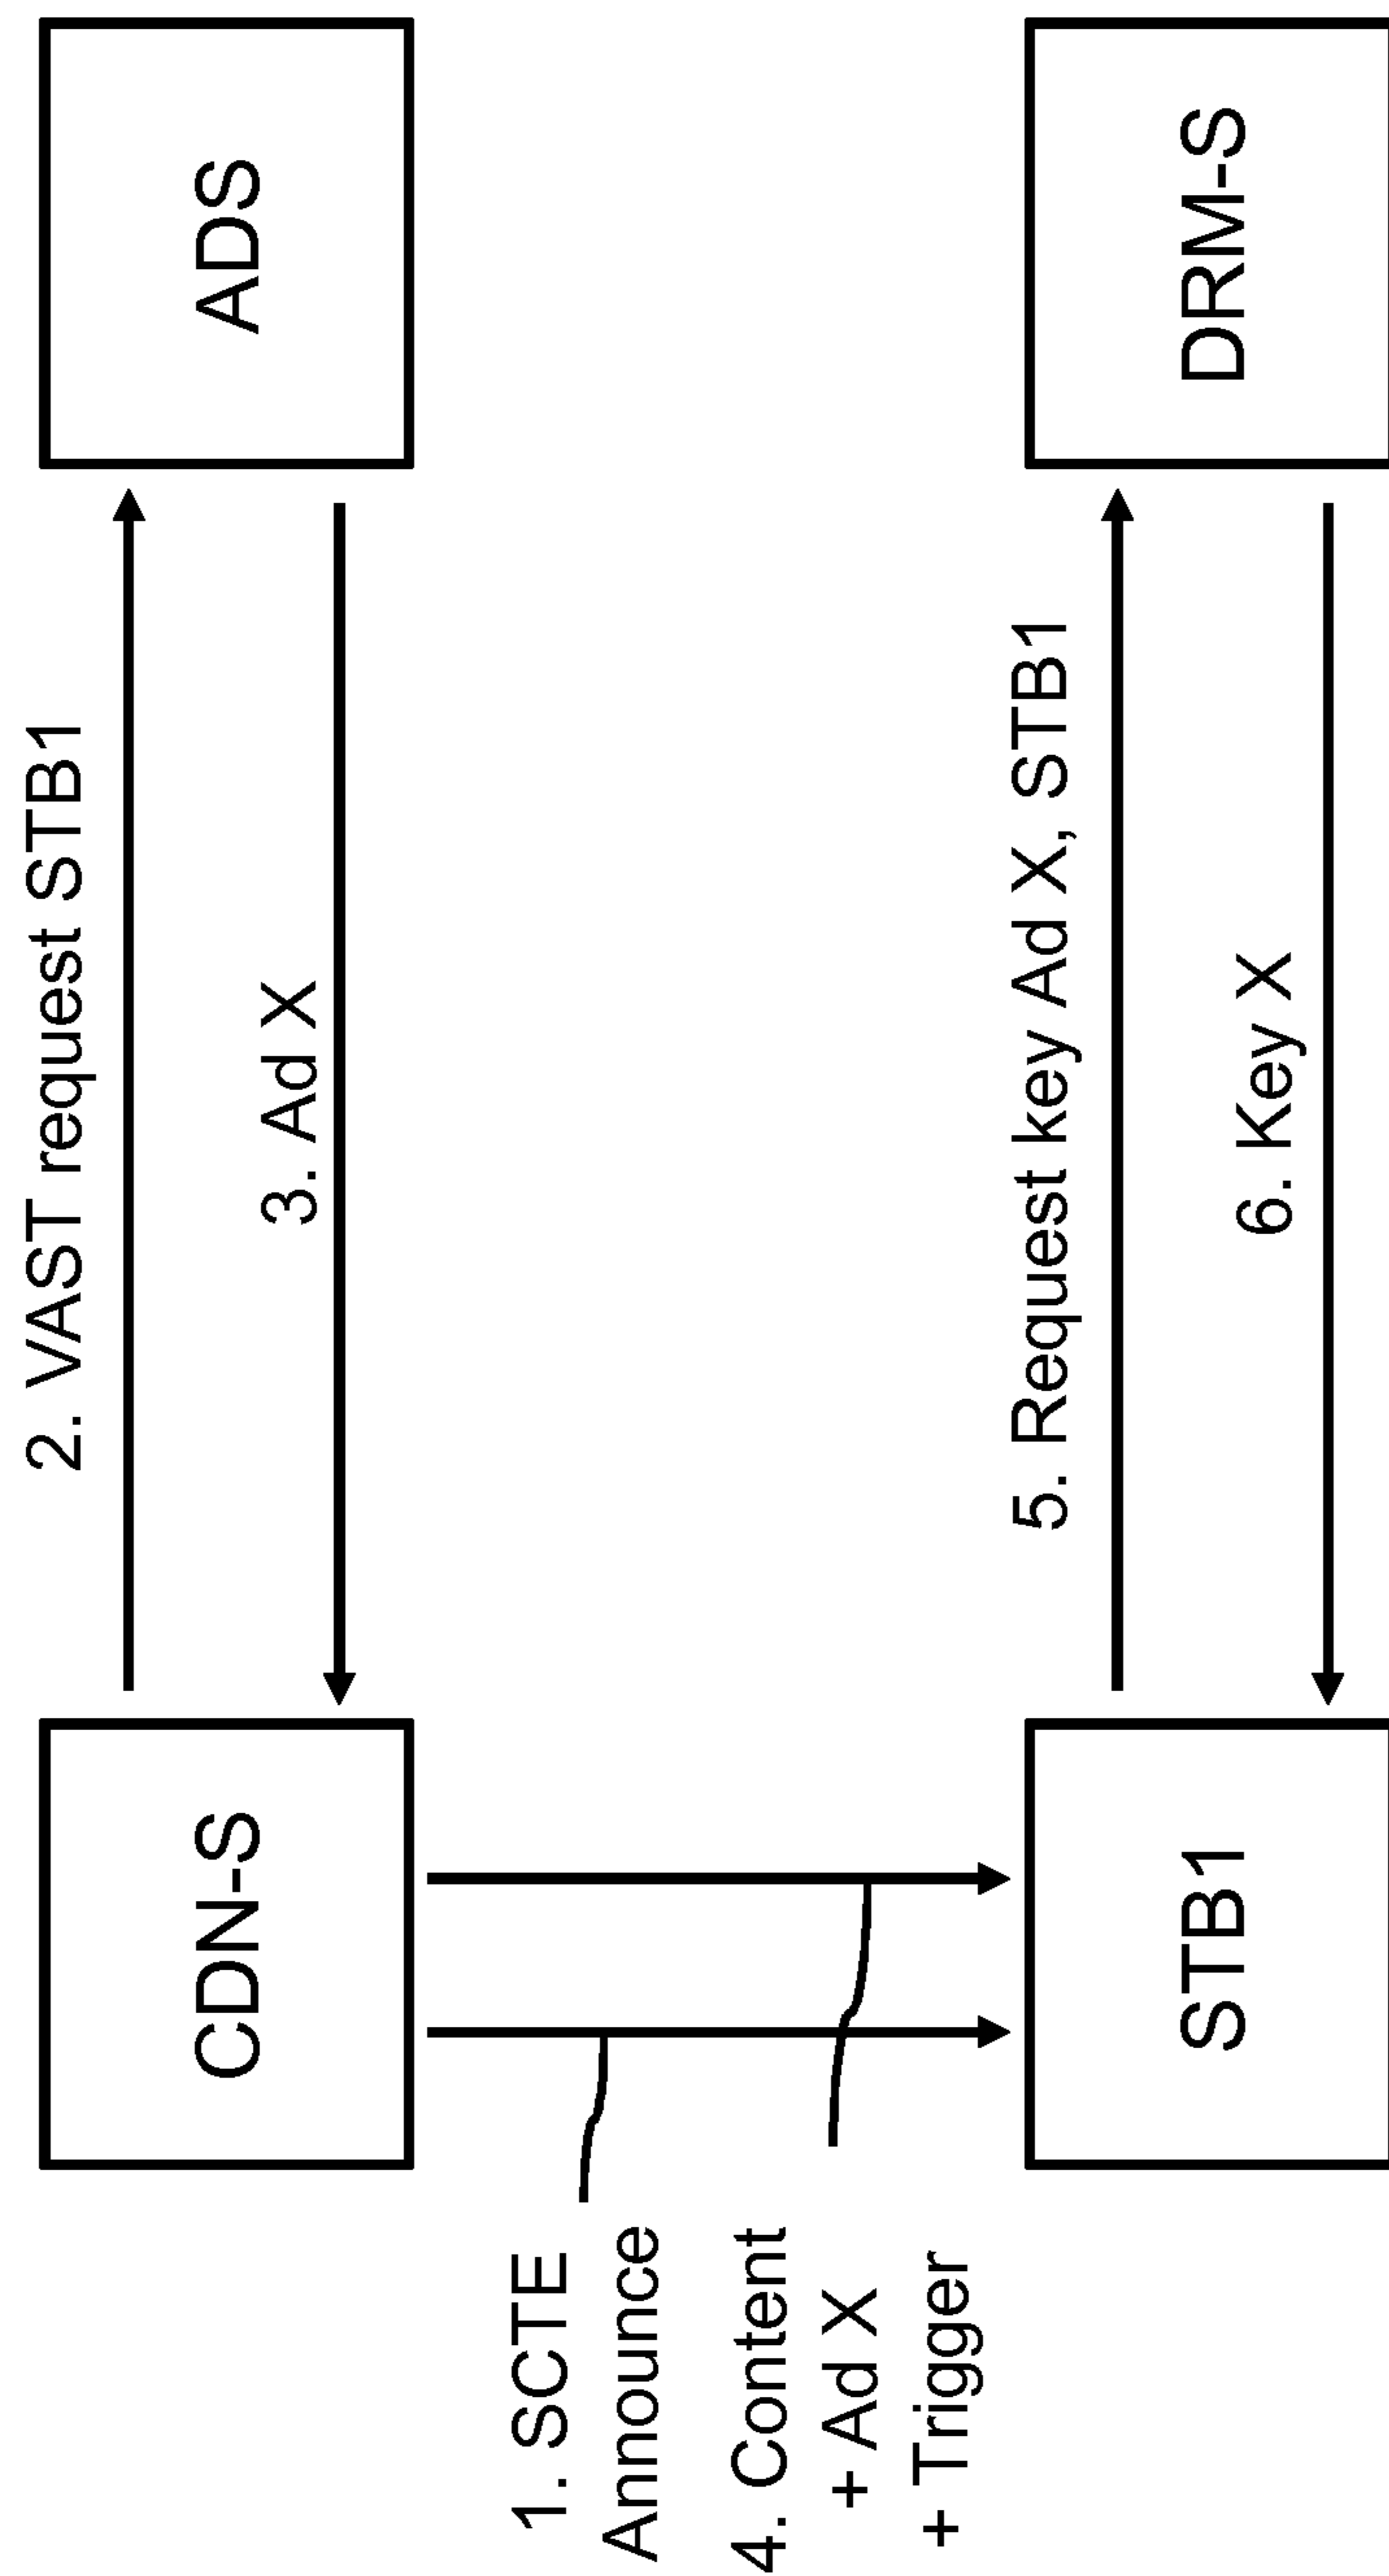 2. VAST request STB1
CDN-S
ADS
3. Ad X
1. SCTE
Announce
4. Content
+ Ad X
+ Trigger
5. Request key Ad X, STB1
STB1
DRM-S
6. Key X